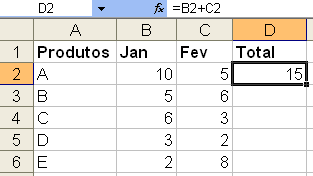 D2 fx =B2+C2
A B C D
1 Produtos Jan Fev Total
2 A 10 5 15
3 B 5 6
4 C 6 3
5 D 3 2
6 E 2 8